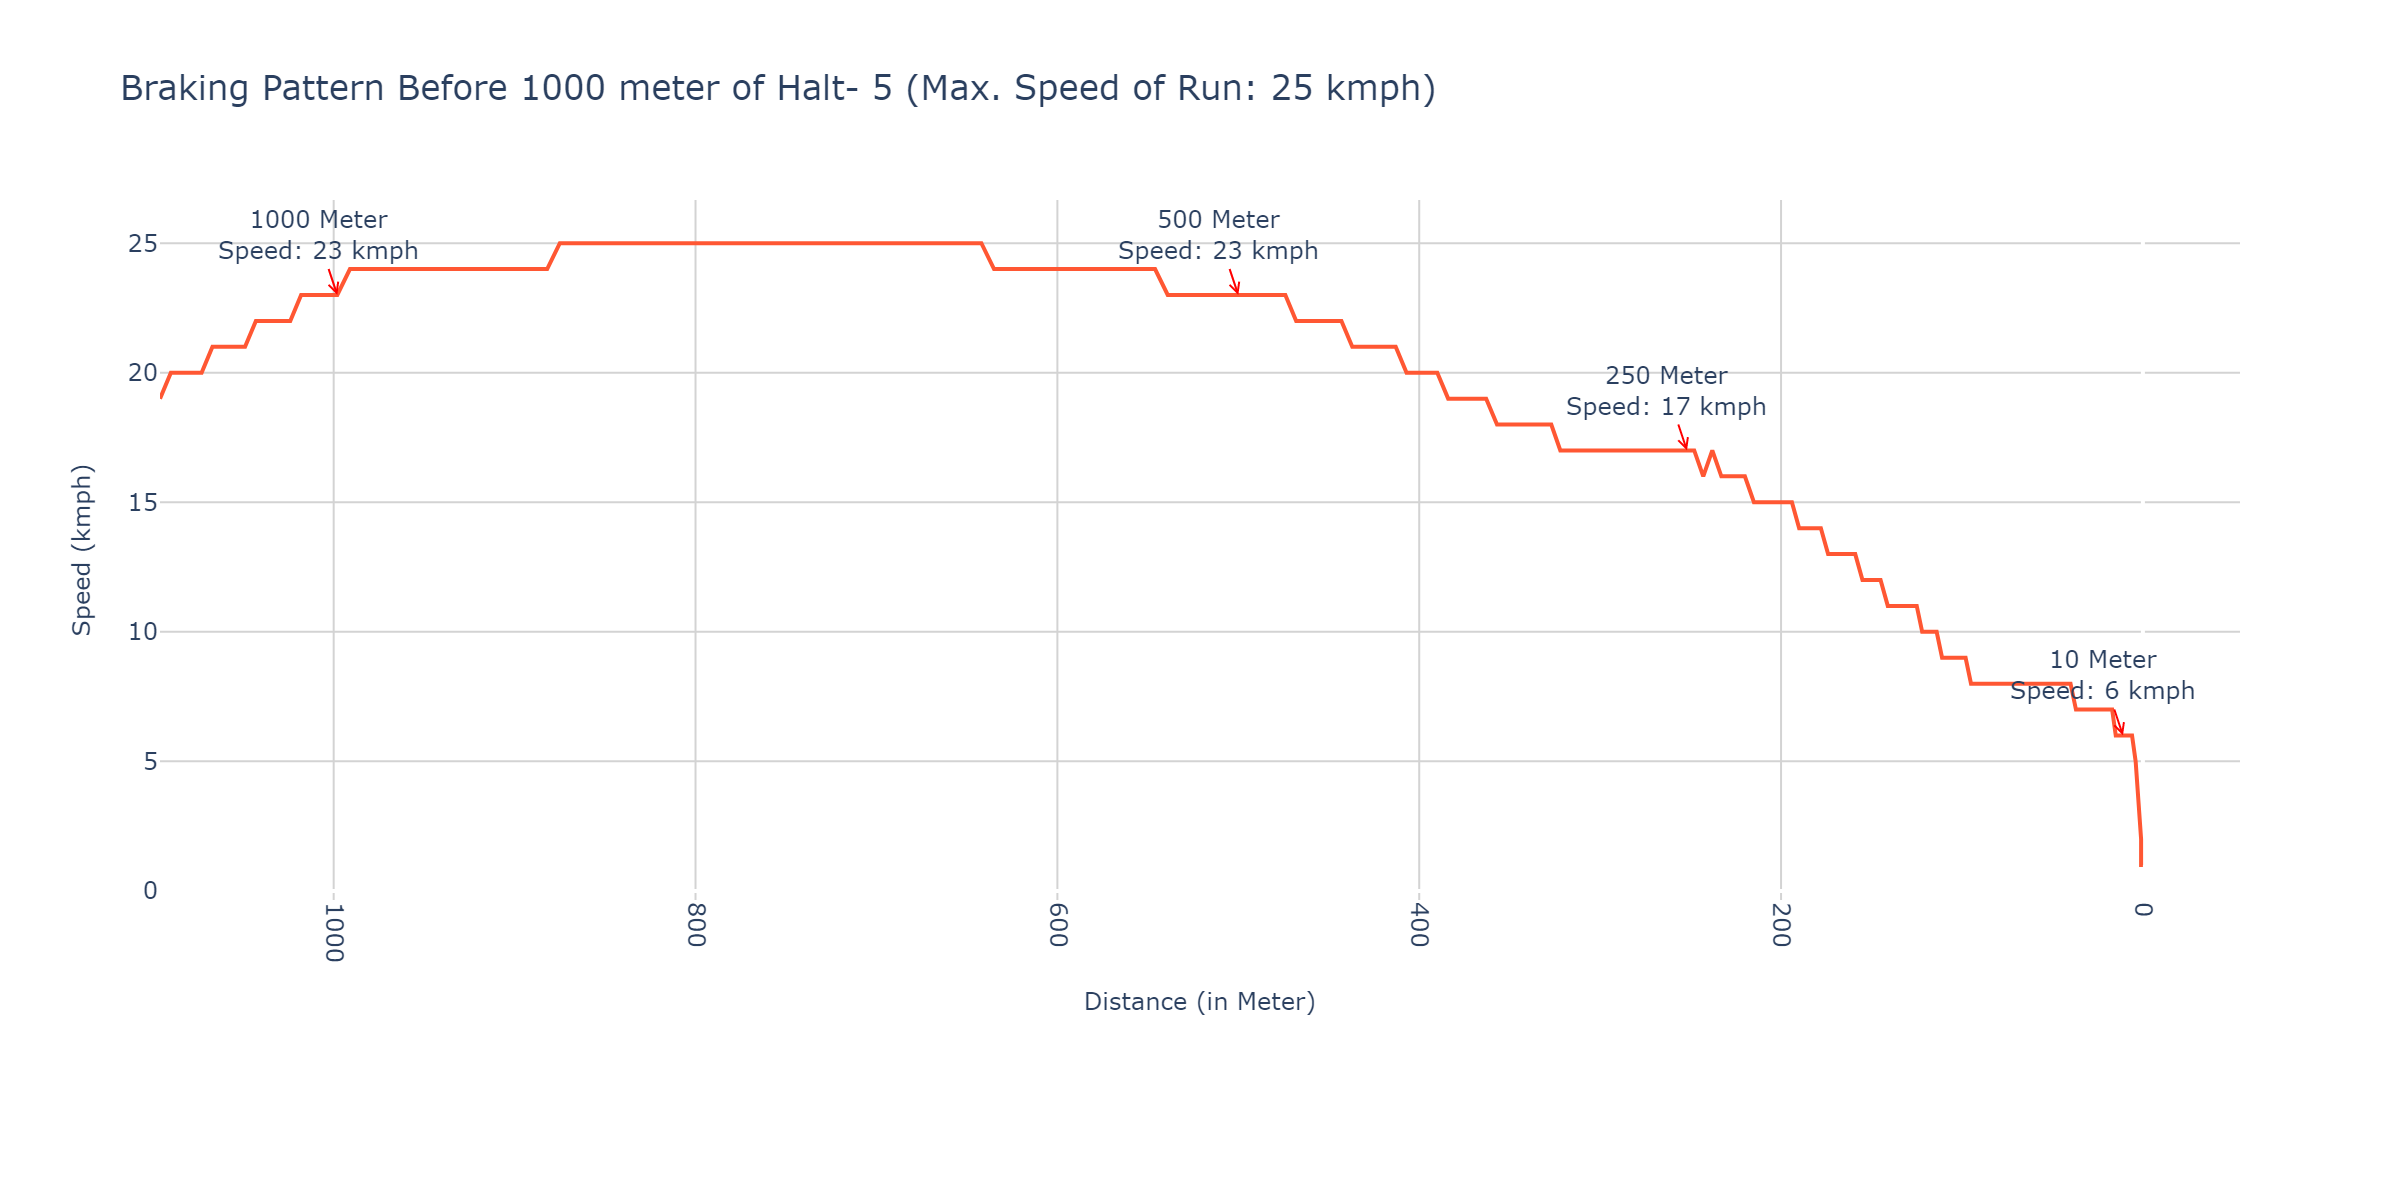 Braking Pattern Before 1000 meter of Halt- 5 (Max. Speed of Run: 25 kmph)
1000 Meter
Speed: 23 kmph
500 Meter
Speed: 23 kmph
250 Meter
Speed: 17 kmph
10 Meter
Speed: 6 kmph
25
20
15
10
5
0
Speed (kmph)
1000
800
600
400
200
0
Distance (in Meter)